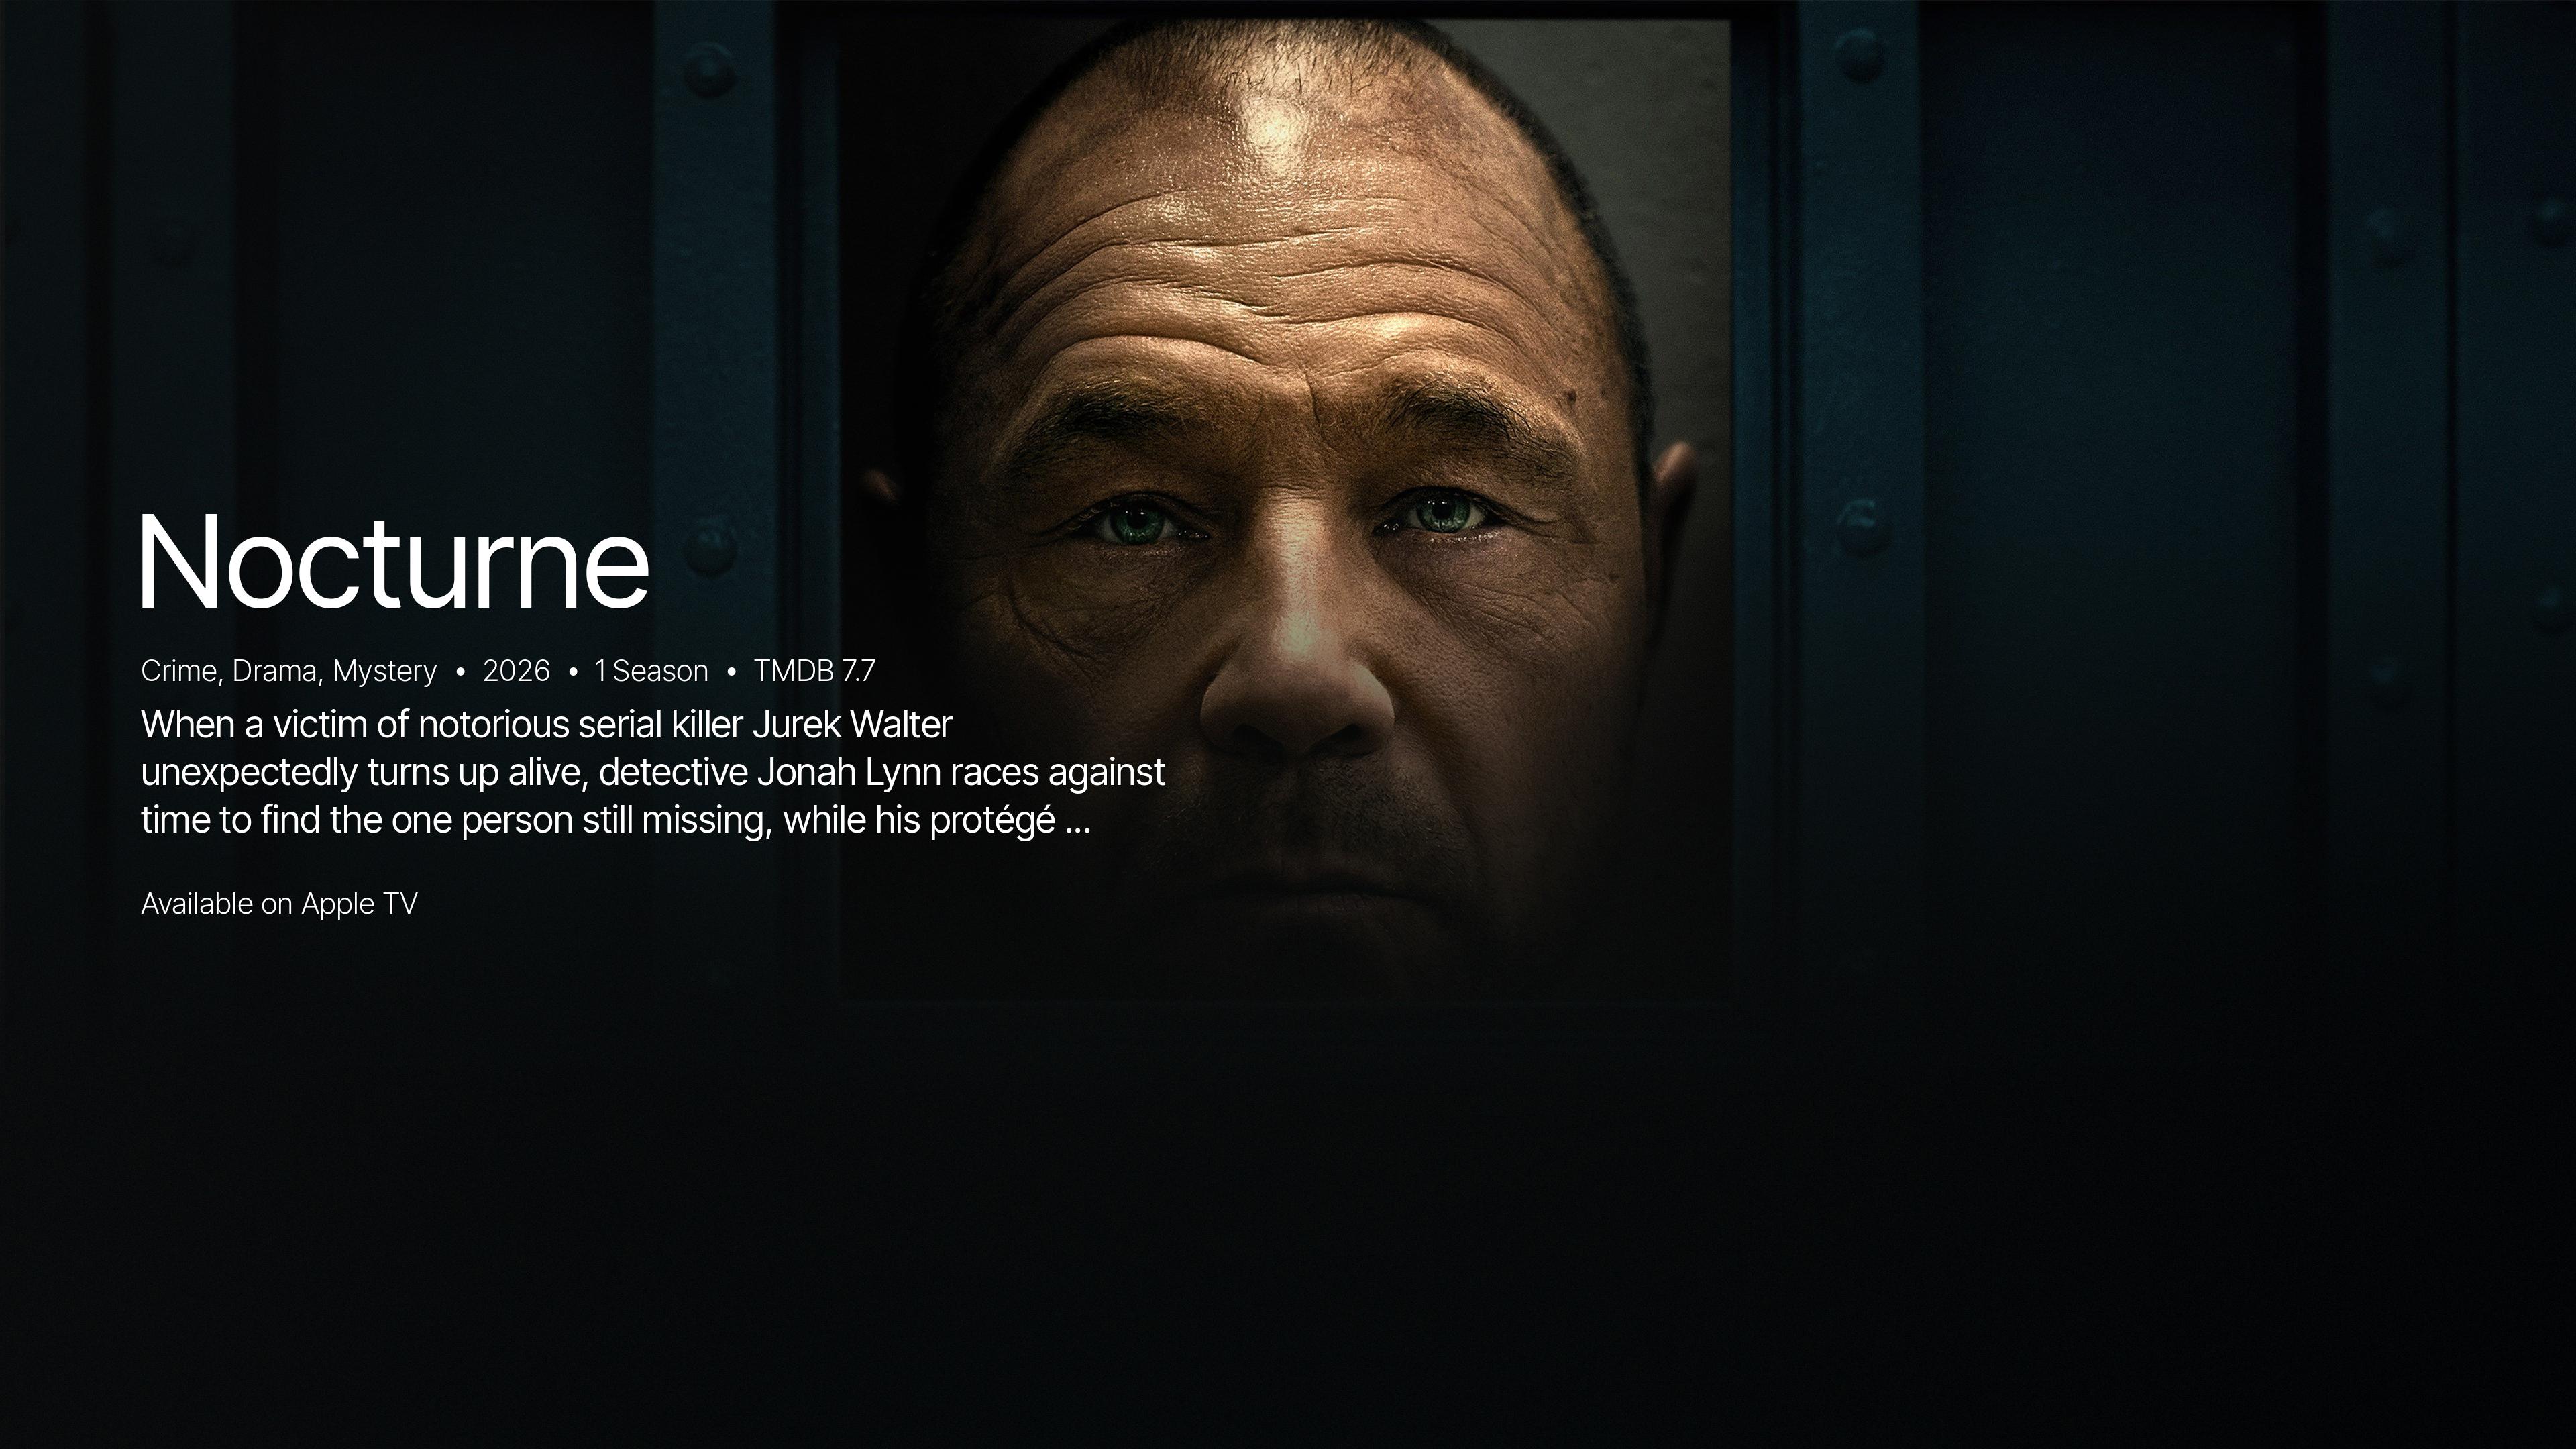 Nocturne
Crime, Drama, Mystery • 2026 • 1 Season • TMDB 7.7
When a victim of notorious serial killer Jurek Walter
unexpectedly turns up alive, detective Jonah Lynn races against
time to find the one person still missing, while his protégé ...
Available on Apple TV